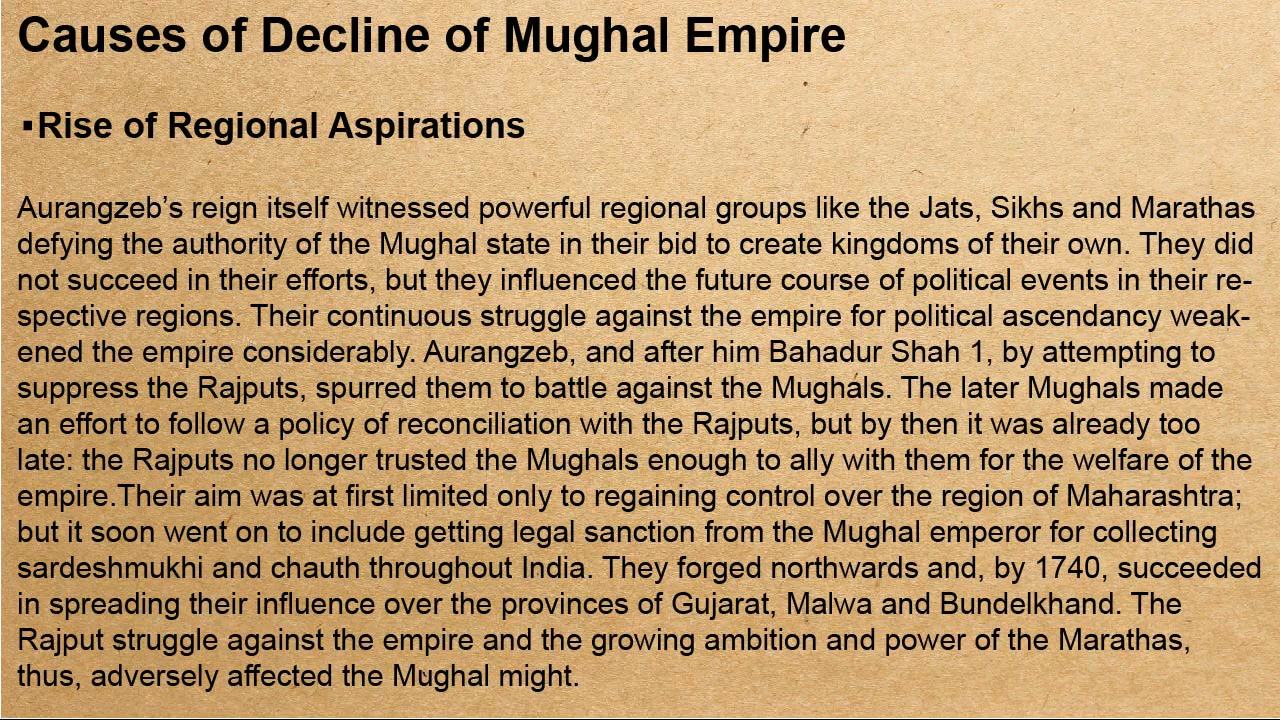 Causes of Decline of Mughal Empire
▪Rise of Regional Aspirations
Aurangzeb’s reign itself witnessed powerful regional groups like the Jats, Sikhs and Marathas
defying the authority of the Mughal state in their bid to create kingdoms of their own. They did
not succeed in their efforts, but they influenced the future course of political events in their re-
spective regions. Their continuous struggle against the empire for political ascendancy weak-
ened the empire considerably. Aurangzeb, and after him Bahadur Shah 1, by attempting to
suppress the Rajputs, spurred them to battle against the Mughals. The later Mughals made
an effort to follow a policy of reconciliation with the Rajputs, but by then it was already too
late: the Rajputs no longer trusted the Mughals enough to ally with them for the welfare of the
empire.Their aim was at first limited only to regaining control over the region of Maharashtra;
but it soon went on to include getting legal sanction from the Mughal emperor for collecting
sardeshmukhi and chauth throughout India. They forged northwards and, by 1740, succeeded
in spreading their influence over the provinces of Gujarat, Malwa and Bundelkhand. The
Rajput struggle against the empire and the growing ambition and power of the Marathas,
thus, adversely affected the Mughal might.